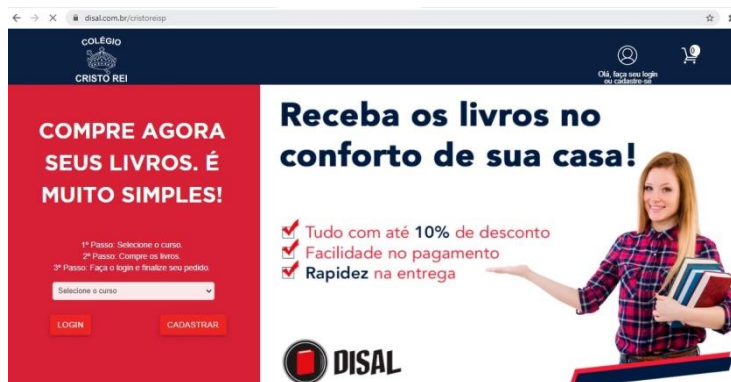 disal.com.br/cristoreisp
COLÉGIO
CRISTO REI
0
Olá, faça seu login
ou cadastre-se
COMPRE AGORA
SEUS LIVROS. É
MUITO SIMPLES!
1º Passo: Selecione o curso.
2º Passo: Compre os livros.
3º Passo: Faça o login e finalize seu pedido.
Selecione o curso
LOGIN
CADASTRAR
Receba os livros no
conforto de sua casa!
Tudo com até 10% de desconto
Facilidade no pagamento
Rapidez na entrega
DISAL